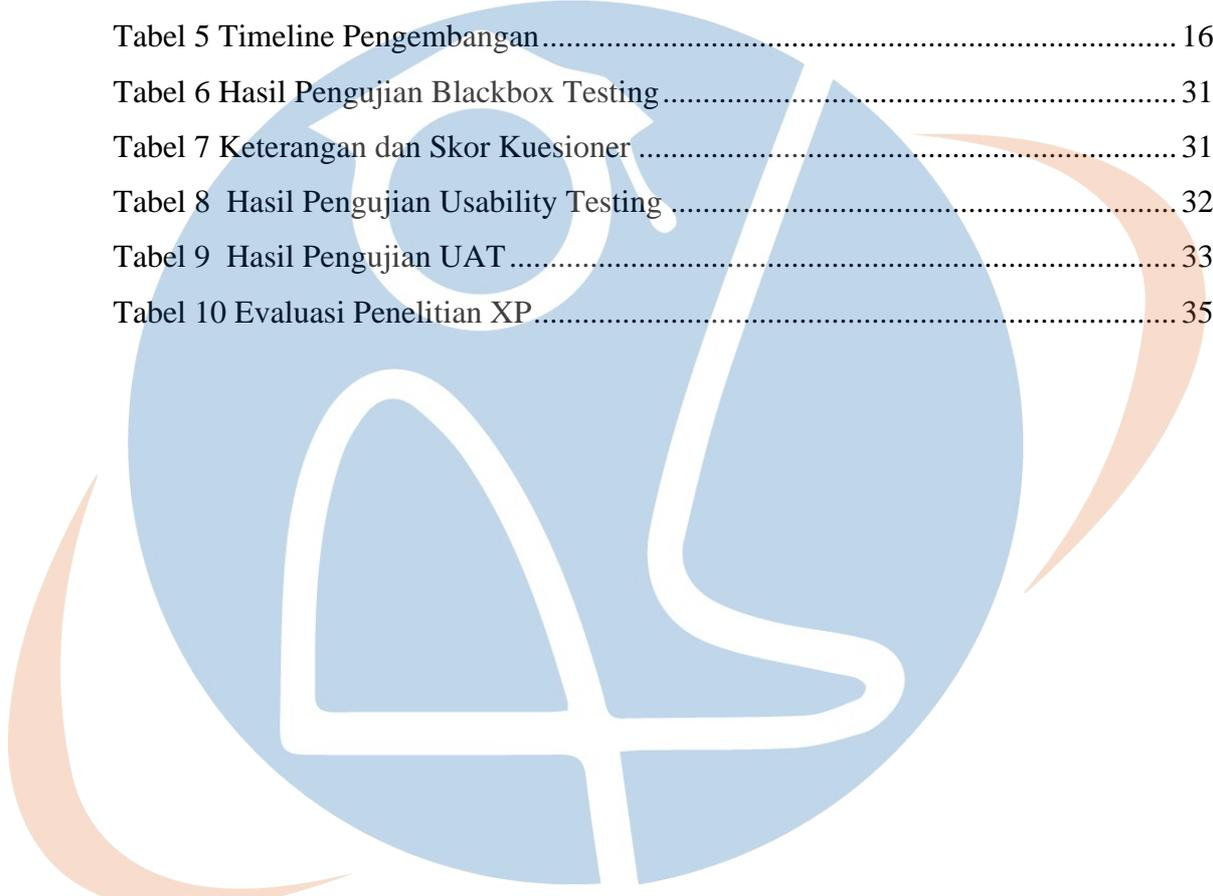 Tabel 5 Timeline Pengembangan........................................................................... 16
Tabel 6 Hasil Pengujian Blackbox Testing............................................................. 31
Tabel 7 Keterangan dan Skor Kuesioner ................................................................ 31
Tabel 8  Hasil Pengujian Usability Testing ............................................................ 32
Tabel 9  Hasil Pengujian UAT ............................................................................... 33
Tabel 10 Evaluasi Penelitian XP............................................................................ 35